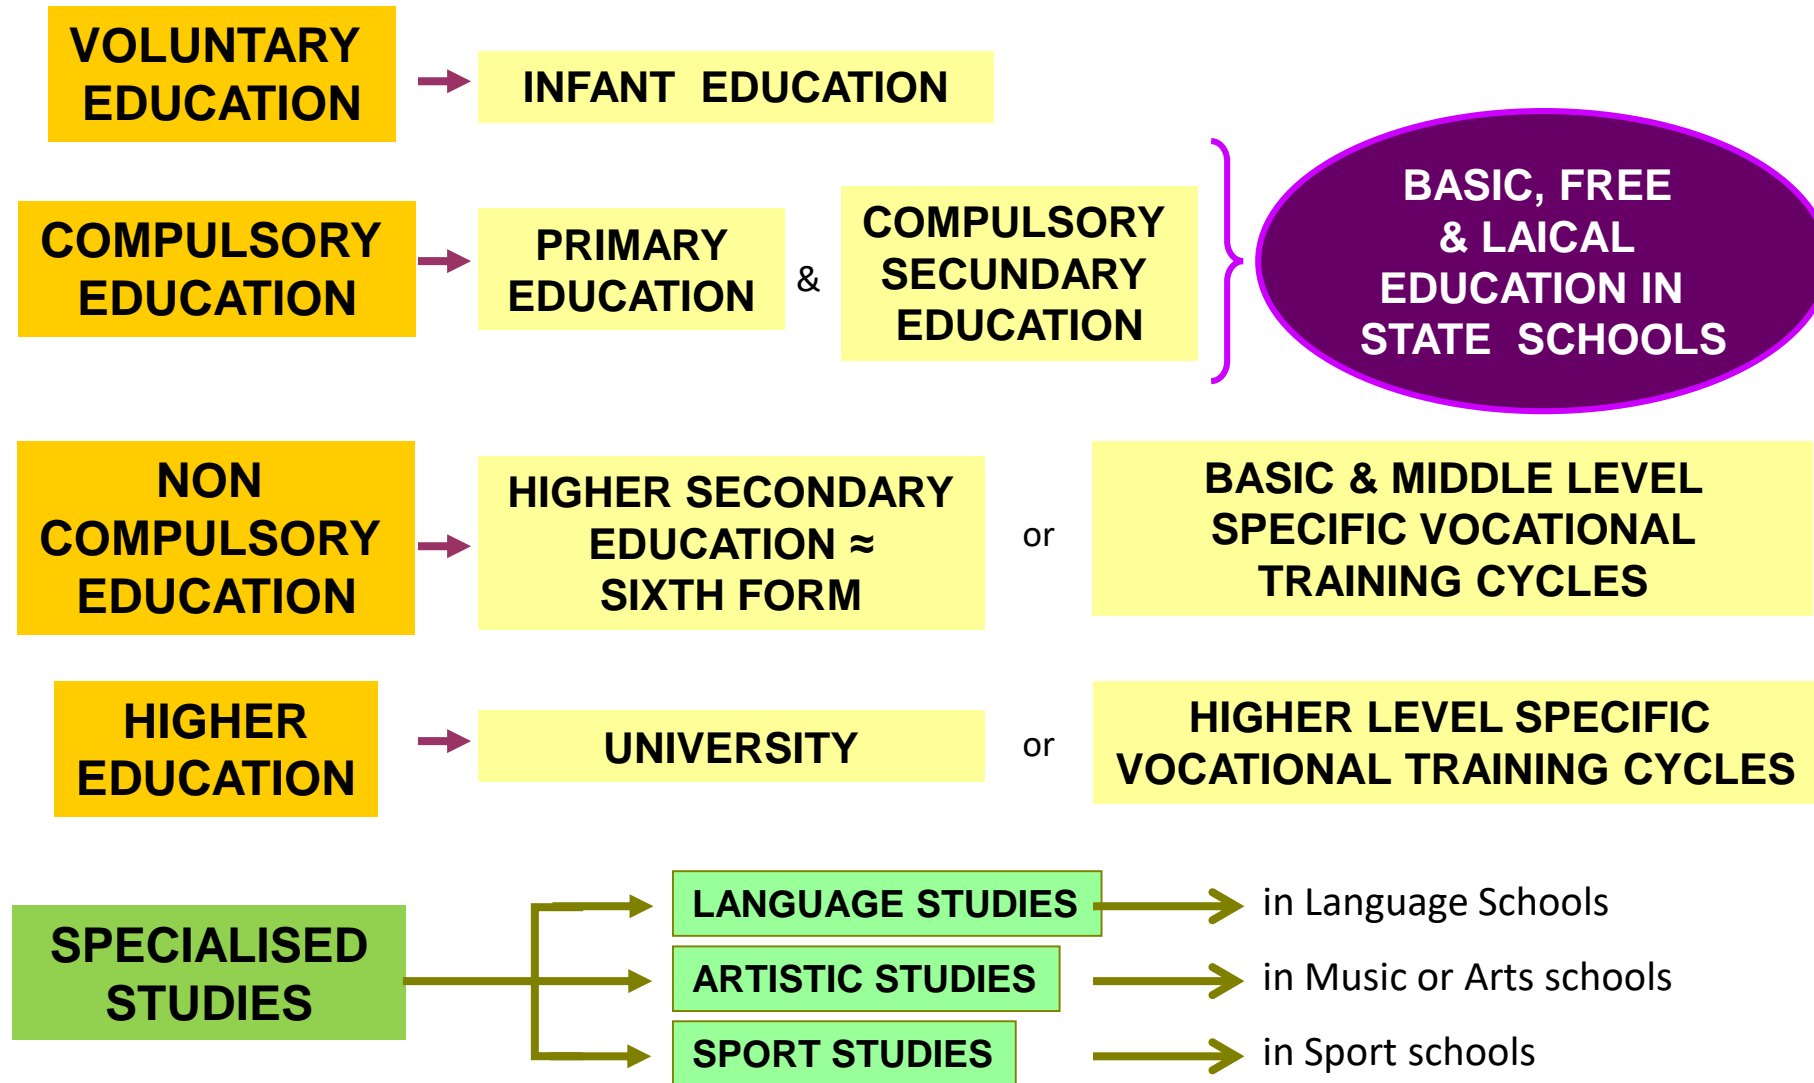 VOLUNTARY
EDUCATION
INFANT EDUCATION
COMPULSORY
EDUCATION
PRIMARY
EDUCATION
&
COMPULSORY
SECUNDARY
EDUCATION
BASIC, FREE
& LAICAL
EDUCATION IN
STATE SCHOOLS
NON
COMPULSORY
EDUCATION
HIGHER SECONDARY
EDUCATION ≈
SIXTH FORM
or
BASIC & MIDDLE LEVEL
SPECIFIC VOCATIONAL
TRAINING CYCLES
HIGHER
EDUCATION
UNIVERSITY
or
HIGHER LEVEL SPECIFIC
VOCATIONAL TRAINING CYCLES
SPECIALISED
STUDIES
LANGUAGE STUDIES
in Language Schools
ARTISTIC STUDIES
in Music or Arts schools
SPORT STUDIES
in Sport schools